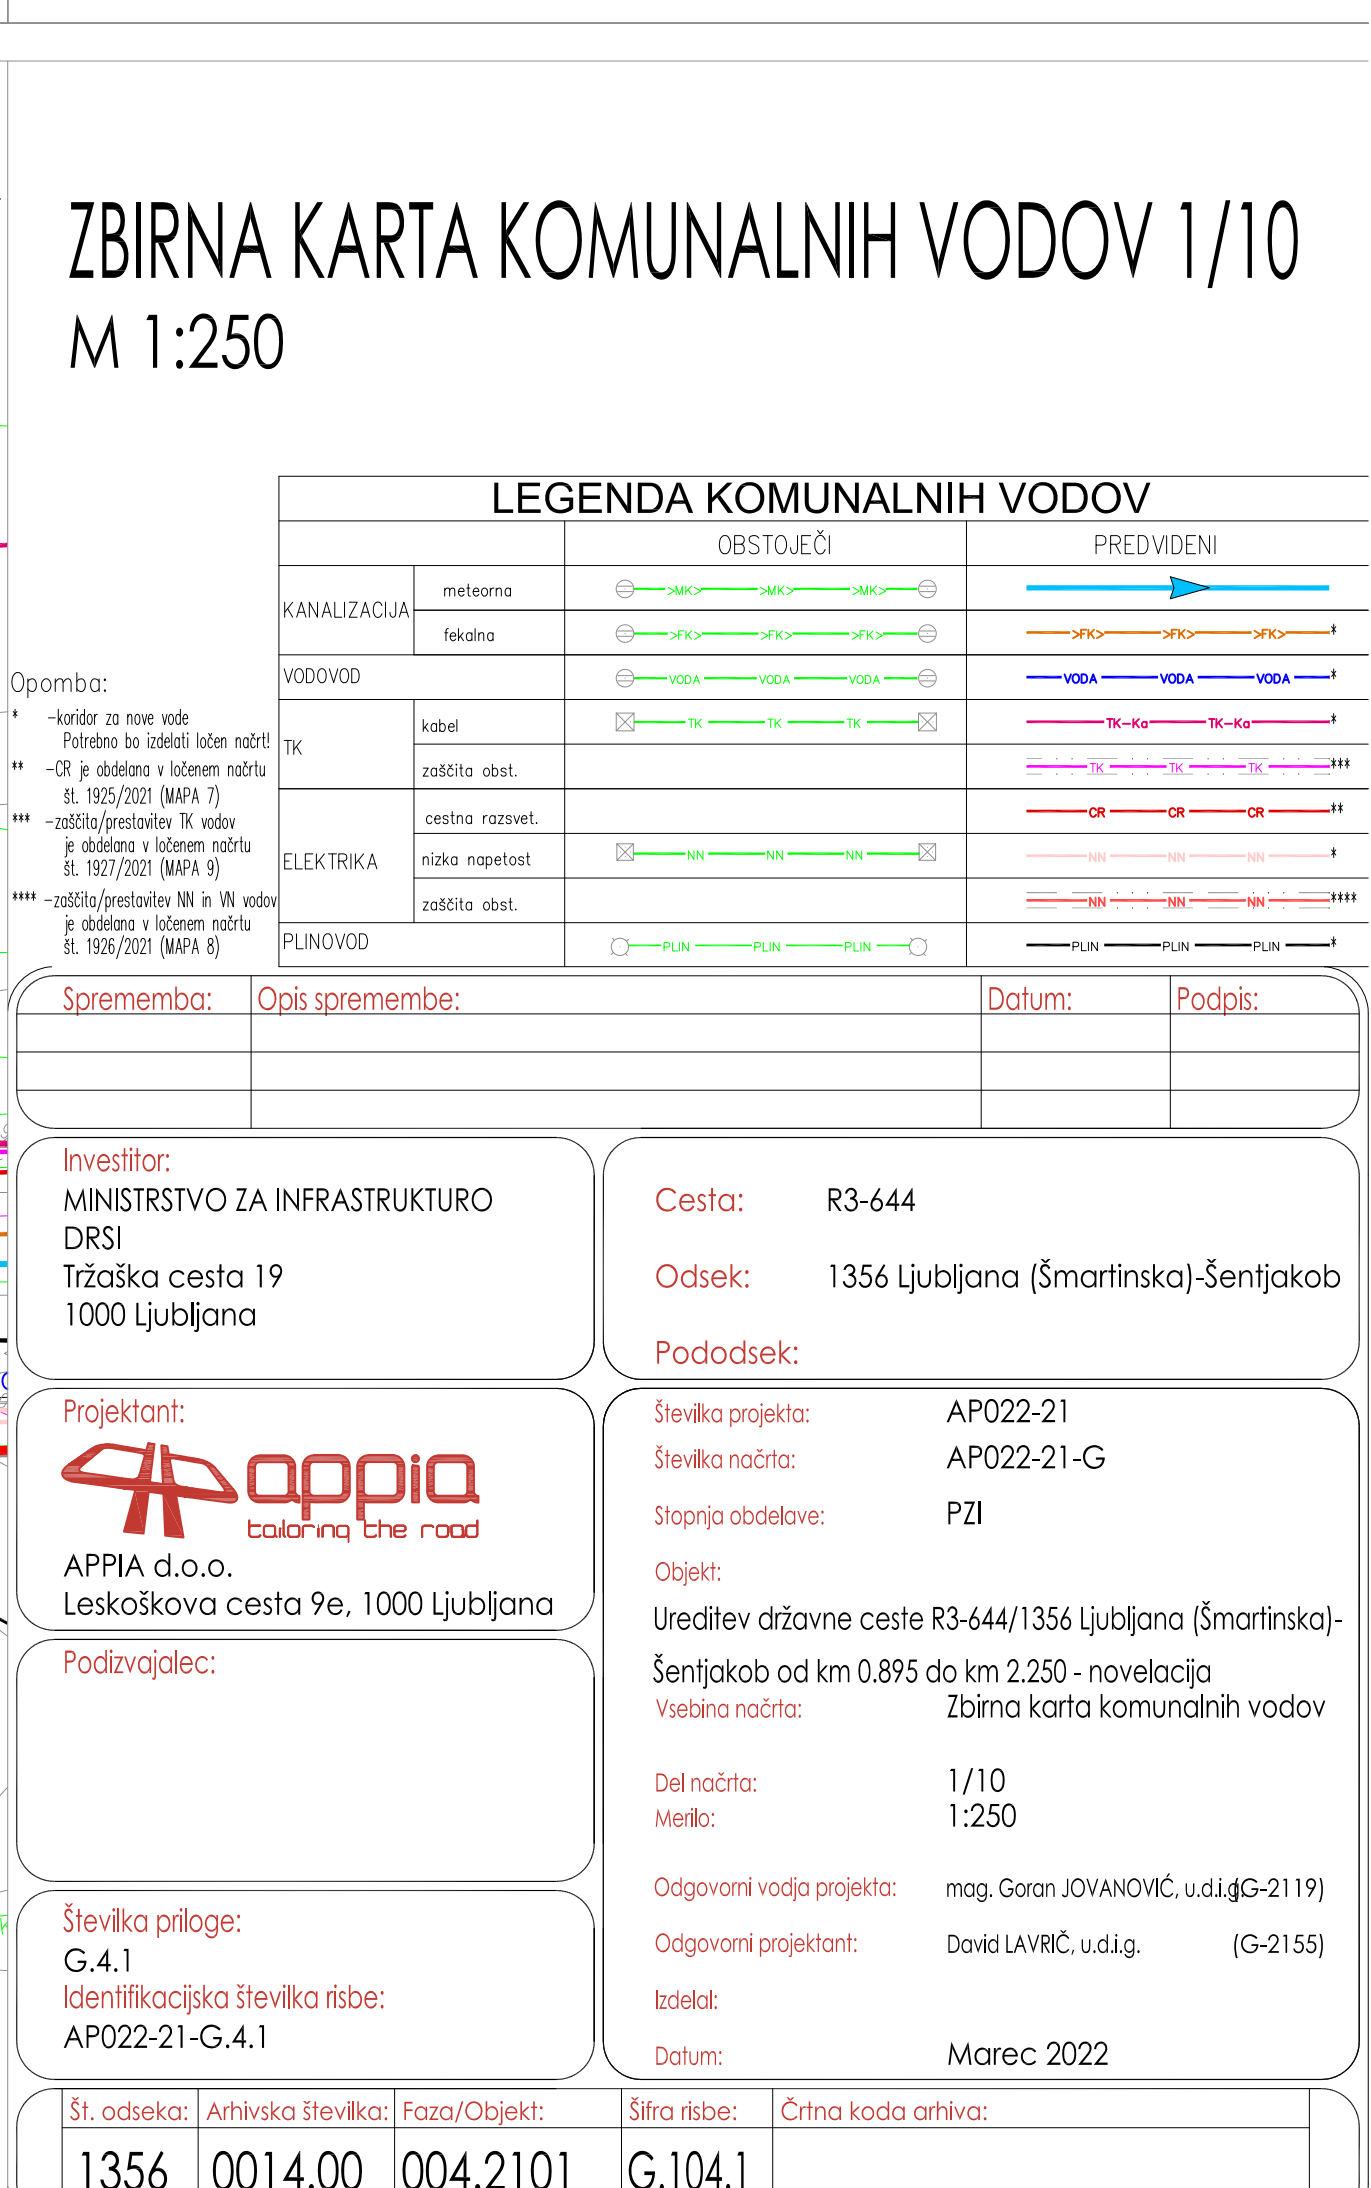 ZBIRNA KARTA KOMUNALNIH VODOV 1/10
M 1:250
LEGENDA KOMUNALNIH VODOV
OBSTOJEČI PREDVIDENI
KANALIZACIJA meteorna >MK> >MK> >MK>
fekalna >FK> >FK> >FK> >FK> >FK> >FK> *
VODOVOD VODA VODA VODA VODA VODA VODA *
TK kabel TK TK TK TK-Ka TK-Ka *
zaščita obst. TK TK TK ***
ELEKTRIKA cestna razsvet. CR CR CR **
nizka napetost NN NN NN NN NN NN *
zaščita obst. NN NN NN ****
PLINOVOD PLIN PLIN PLIN PLIN PLIN PLIN *
Opomba:
* -koridor za nove vode
Potrebno bo izdelati ločen načrt!
** -CR je obdelana v ločenem načrtu
št. 1925/2021 (MAPA 7)
*** -zaščita/prestavitev TK vodov
je obdelana v ločenem načrtu
št. 1927/2021 (MAPA 9)
**** -zaščita/prestavitev NN in VN vodov
je obdelana v ločenem načrtu
št. 1926/2021 (MAPA 8)
Sprememba: Opis spremembe: Datum: Podpis:
Investitor:
MINISTRSTVO ZA INFRASTRUKTURO
DRSI
Tržaška cesta 19
1000 Ljubljana
Cesta: R3-644
Odsek: 1356 Ljubljana (Šmartinska)-Šentjakob
Pododsek:
Projektant:
appia
tailoring the road
APPIA d.o.o.
Leskoškova cesta 9e, 1000 Ljubljana
Podizvajalec:
Številka priloge:
G.4.1
Identifikacijska številka risbe:
AP022-21-G.4.1
Številka projekta: AP022-21
Številka načrta: AP022-21-G
Stopnja obdelave: PZI
Objekt:
Ureditev državne ceste R3-644/1356 Ljubljana (Šmartinska)-
Šentjakob od km 0.895 do km 2.250 - novelacija
Vsebina načrta: Zbirna karta komunalnih vodov
Del načrta: 1/10
Merilo: 1:250
Odgovorni vodja projekta: mag. Goran JOVANOVIĆ, u.d.i.g. (G-2119)
Odgovorni projektant: David LAVRIČ, u.d.i.g. (G-2155)
Izdelal:
Datum: Marec 2022
Št. odseka: Arhivska številka: Faza/Objekt: Šifra risbe: Črtna koda arhiva:
1356 0014.00 004.2101 G.104.1